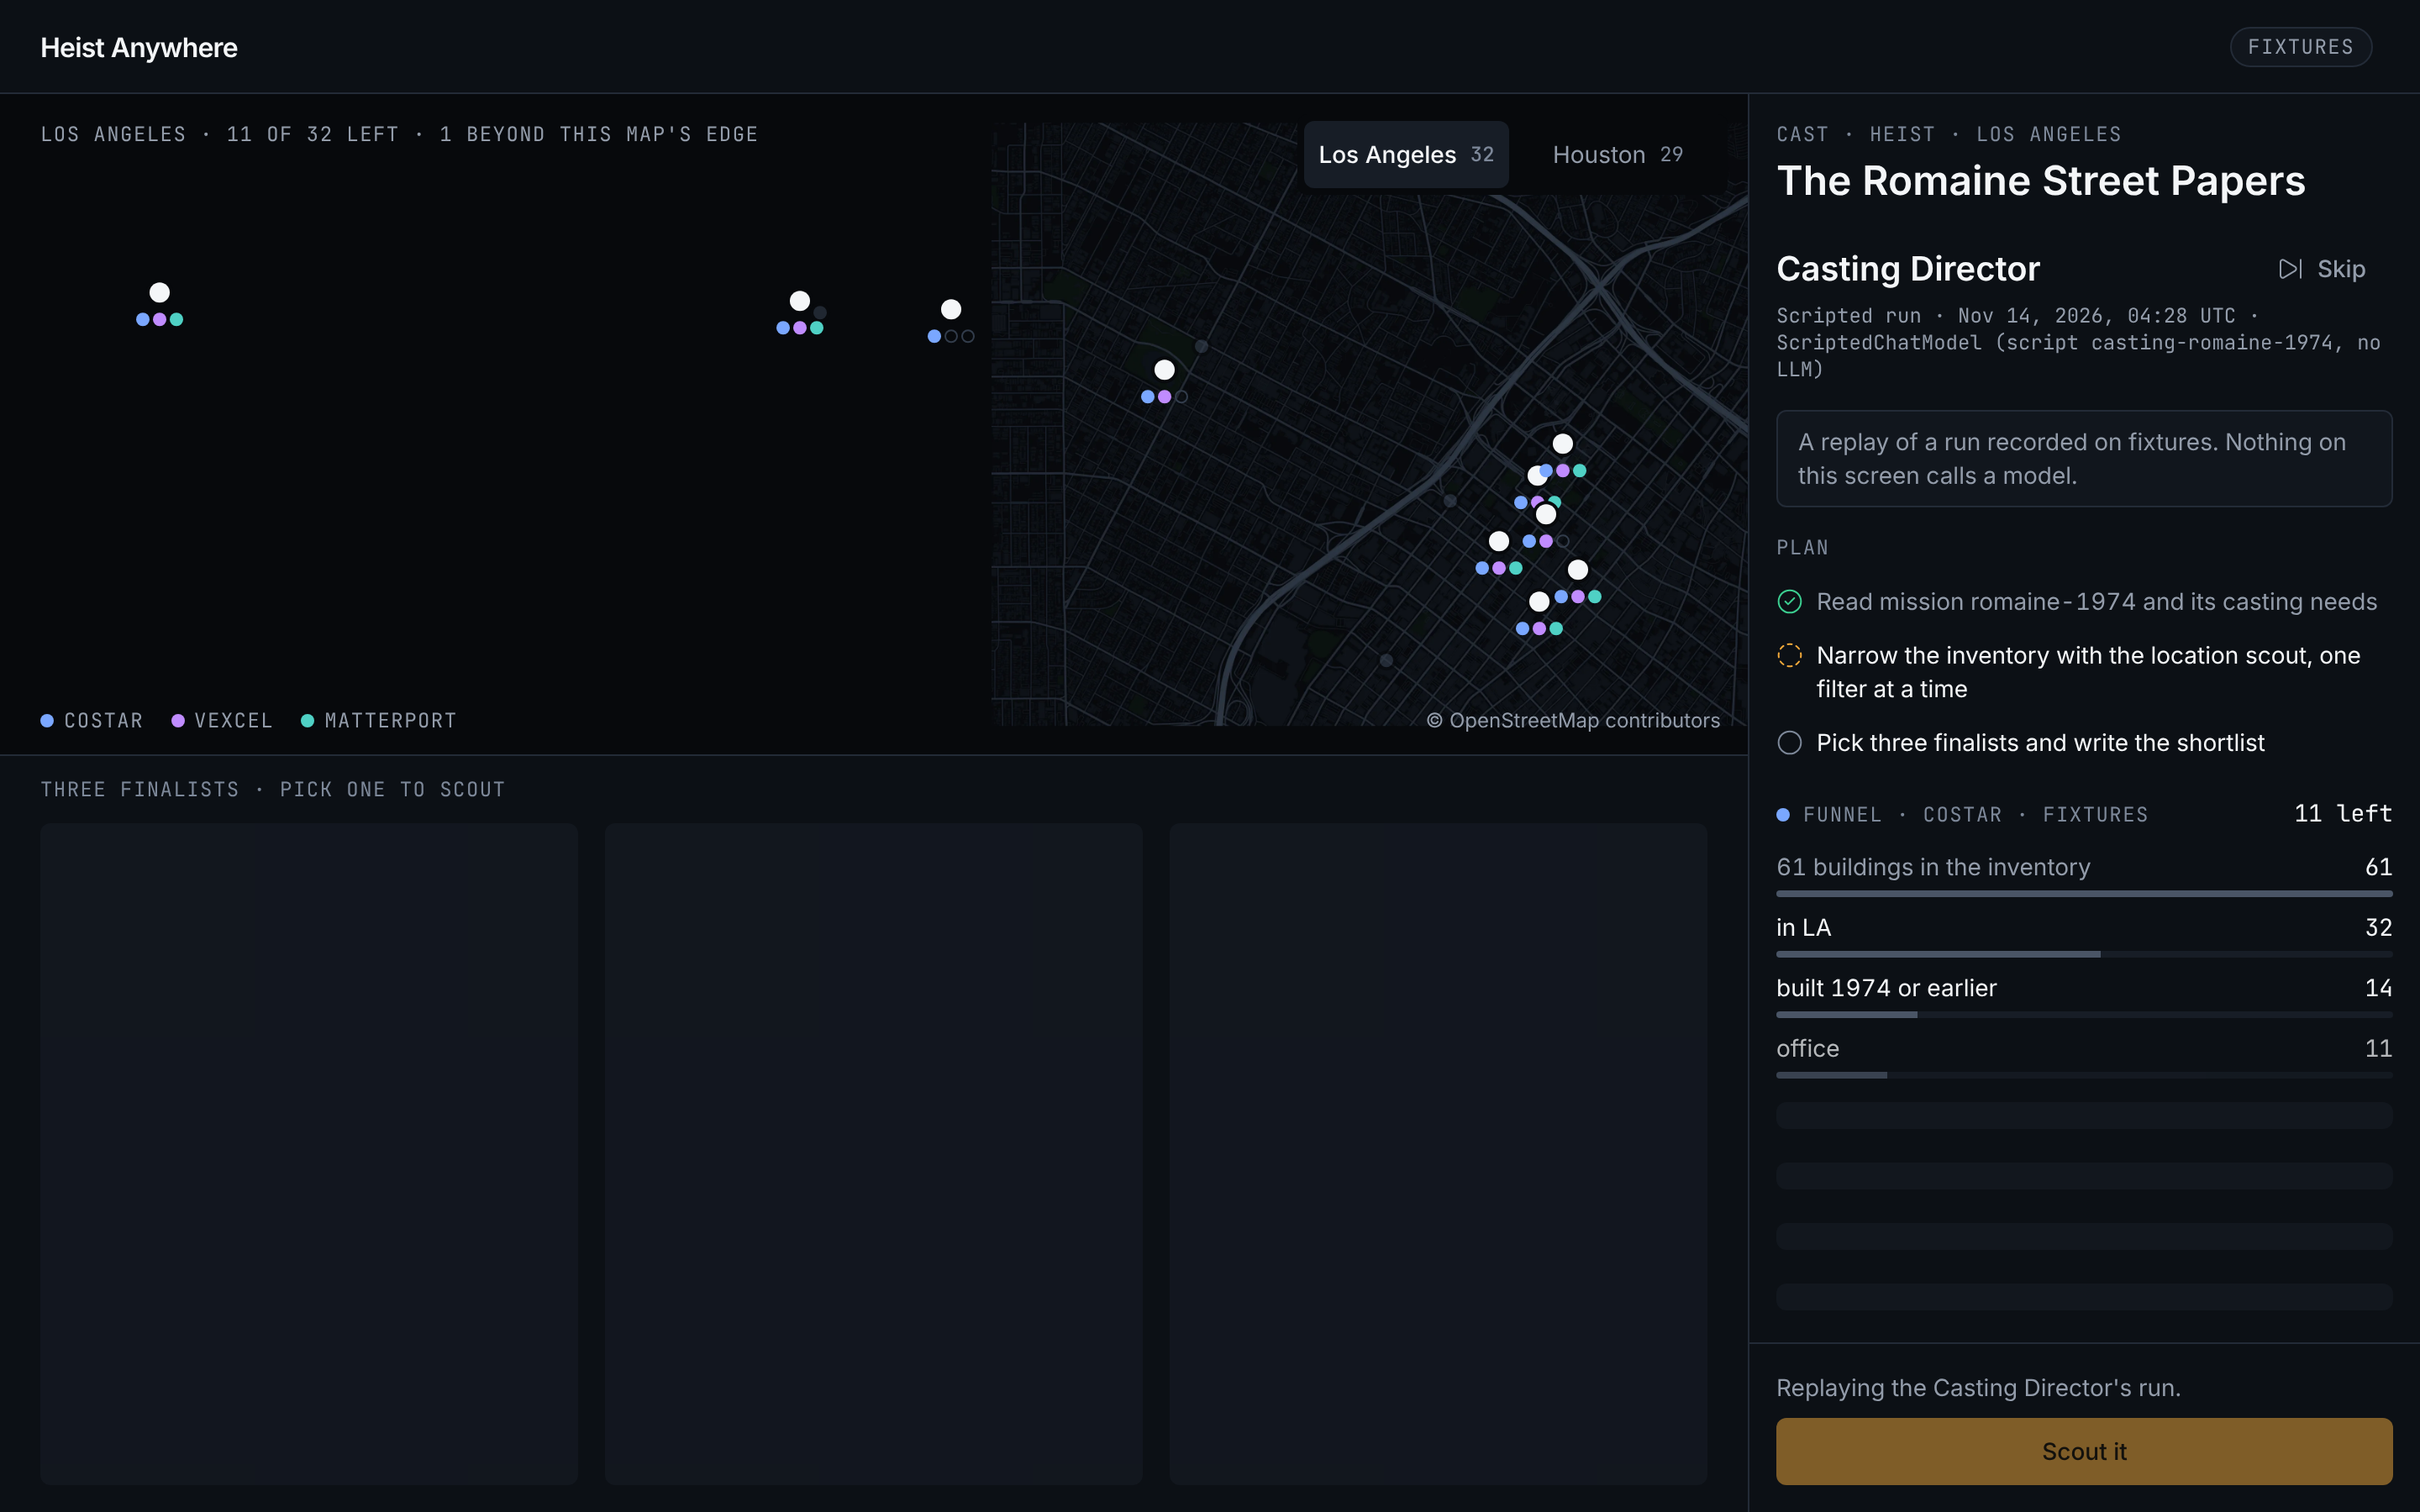 Heist Anywhere
FIXTURES
LOS ANGELES · 11 OF 32 LEFT · 1 BEYOND THIS MAP'S EDGE
Los Angeles 32
Houston 29
COSTAR
VEXCEL
MATTERPORT
© OpenStreetMap contributors
THREE FINALISTS · PICK ONE TO SCOUT
CAST · HEIST · LOS ANGELES
The Romaine Street Papers
Casting Director
Skip
Scripted run · Nov 14, 2026, 04:28 UTC ·
ScriptedChatModel (script casting-romaine-1974, no
LLM)
A replay of a run recorded on fixtures. Nothing on
this screen calls a model.
PLAN
Read mission romaine-1974 and its casting needs
Narrow the inventory with the location scout, one
filter at a time
Pick three finalists and write the shortlist
FUNNEL · COSTAR · FIXTURES 11 left
61 buildings in the inventory 61
in LA 32
built 1974 or earlier 14
office 11
Replaying the Casting Director's run.
Scout it